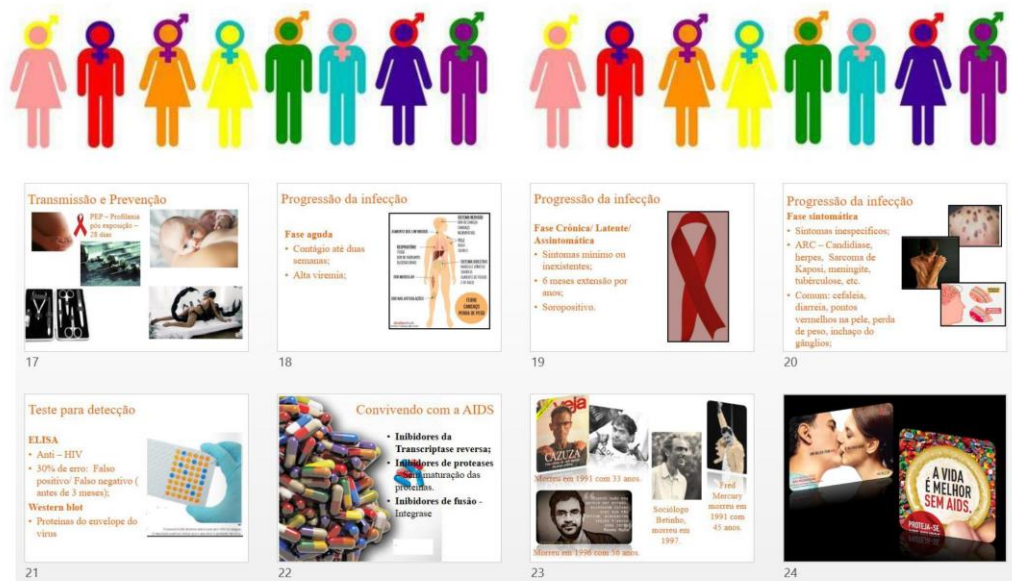 Transmissão e Prevenção
PEP – Profilaxia
pós exposição –
28 dias
17
Progressão da infecção
Fase aguda
• Contágio até duas
semanas;
• Alta viremia;
FEBRE
CANSAÇO
PERDA DE PESO
18
Progressão da infecção
Fase Crônica/ Latente/
Assintomática
• Sintomas mínimo ou
inexistentes;
• 6 meses extensão por
anos;
• Soropositivo.
19
Progressão da infecção
Fase sintomática
• Sintomas inespecíficos;
• ARC – Candidíase,
herpes, Sarcoma de
Kaposi, meningite,
tubérculose, etc.
• Comum: cefaleia,
diarreia, pontos
vermelhos na pele, perda
de peso, inchaço do
gânglios;
20
Teste para detecção
ELISA
• Anti – HIV
• 30% de erro: Falso
positivo/ Falso negativo (
antes de 3 meses);
Western blot
• Proteínas do envelope do
vírus
21
Convivendo com a AIDS
• Inibidores da
Transcriptase reversa;
• Inibidores de proteases
maturação das
proteínas.
• Inibidores de fusão -
Integrase
22
veja
CAZUZA
Morreu em 1991 com 33 anos.
Morreu em 1996 com 36 anos.
Sociólogo
Betinho,
morreu em
1997.
Fred
Mercury
morreu em
1991 com
45 anos.
23
A VIDA
É MELHOR
SEM AIDS.
PROTEJA-SE.
24